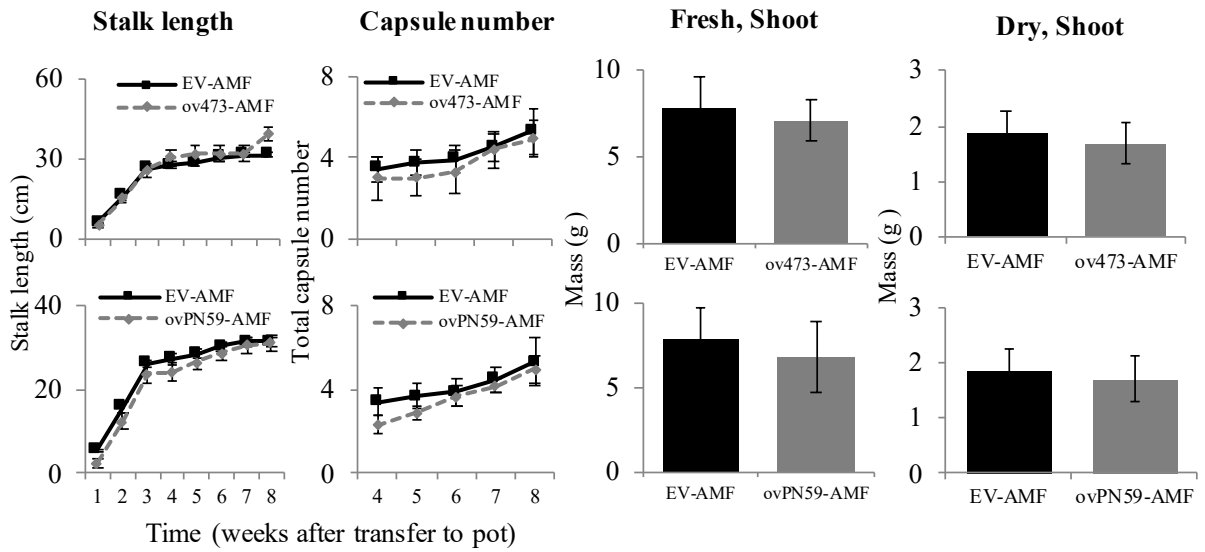 Stalk length
Capsule number
Fresh, Shoot
Dry, Shoot
Stalk length (cm)
60
30
0
EV-AMF
ov473-AMF
Total capsule number
8
4
0
EV-AMF
ov473-AMF
Mass (g)
10
5
0
EV-AMF
ov473-AMF
Mass (g )
3
2
1
0
EV-AMF
ov473-AMF
40
20
0
EV-AMF
ovPN59-AMF
1 2 3 4 5 6 7 8
8
4
0
EV-AMF
ovPN59-AMF
4 5 6 7 8
10
5
0
EV-AMF
ovPN59-AMF
3
2
1
0
EV-AMF
ovPN59-AMF
Time (weeks after transfer to pot)